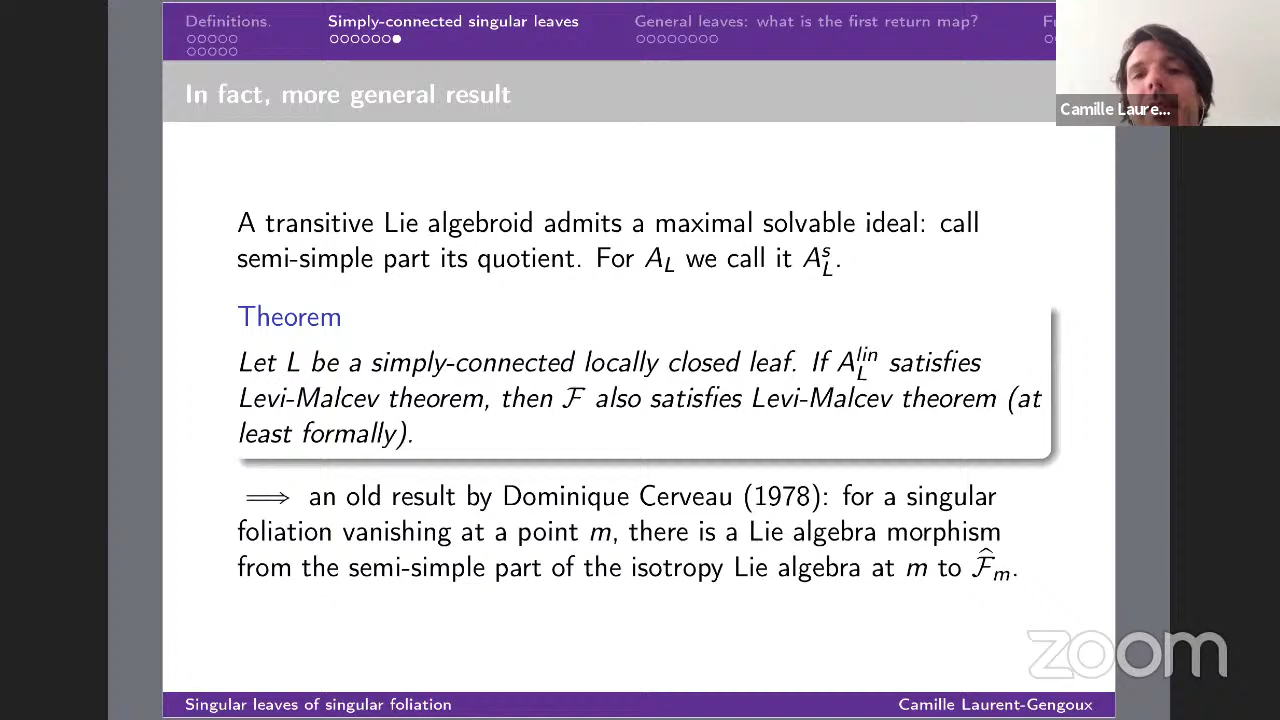 Definitions.
Simply-connected singular leaves
General leaves: what is the first return map?
Camille Laure...
In fact, more general result
A transitive Lie algebroid admits a maximal solvable ideal: call
semi-simple part its quotient. For A_L we call it A_L^s.
Theorem
Let L be a simply-connected locally closed leaf. If A_L^{lin} satisfies
Levi-Malcev theorem, then ℱ also satisfies Levi-Malcev theorem (at
least formally).
⟹ an old result by Dominique Cerveau (1978): for a singular
foliation vanishing at a point m, there is a Lie algebra morphism
from the semi-simple part of the isotropy Lie algebra at m to ℱ̂_m.
zoom
Singular leaves of singular foliation
Camille Laurent-Gengoux